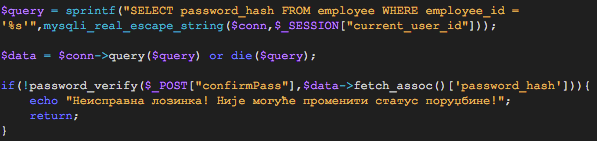 $query = sprintf("SELECT password_hash FROM employee WHERE employee_id =
'%s'",mysqli_real_escape_string($conn,$_SESSION["current_user_id"]));
$data = $conn->query($query) or die($query);
if(!password_verify($_POST["confirmPass"],$data->fetch_assoc()['password_hash'])){
echo "Неисправна лозинка! Није могуће променити статус поруџбине!";
return;
}